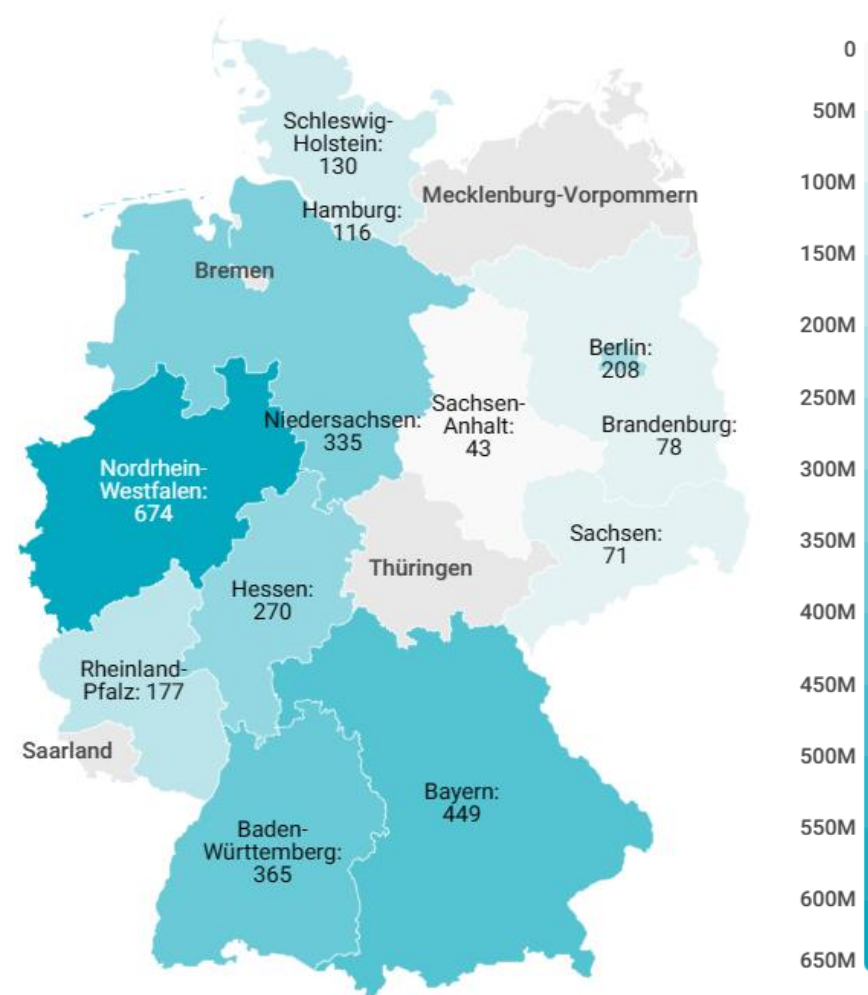 Schleswig-
Holstein:
130
Hamburg:
116
Mecklenburg-Vorpommern
Bremen
Berlin:
208
Niedersachsen:
335
Sachsen-
Anhalt:
43
Brandenburg:
78
Nordrhein-
Westfalen:
674
Sachsen:
71
Thüringen
Hessen:
270
Rheinland-
Pfalz: 177
Saarland
Bayern:
449
Baden-
Württemberg:
365
0
50M
100M
150M
200M
250M
300M
350M
400M
450M
500M
550M
600M
650M